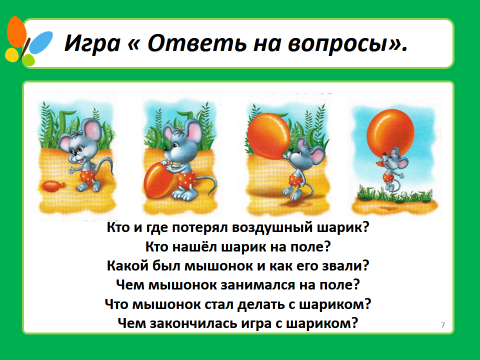 Игра « Ответь на вопросы».
Кто и где потерял воздушный шарик?
Кто нашёл шарик на поле?
Какой был мышонок и как его звали?
Чем мышонок занимался на поле?
Что мышонок стал делать с шариком?
Чем закончилась игра с шариком?
7